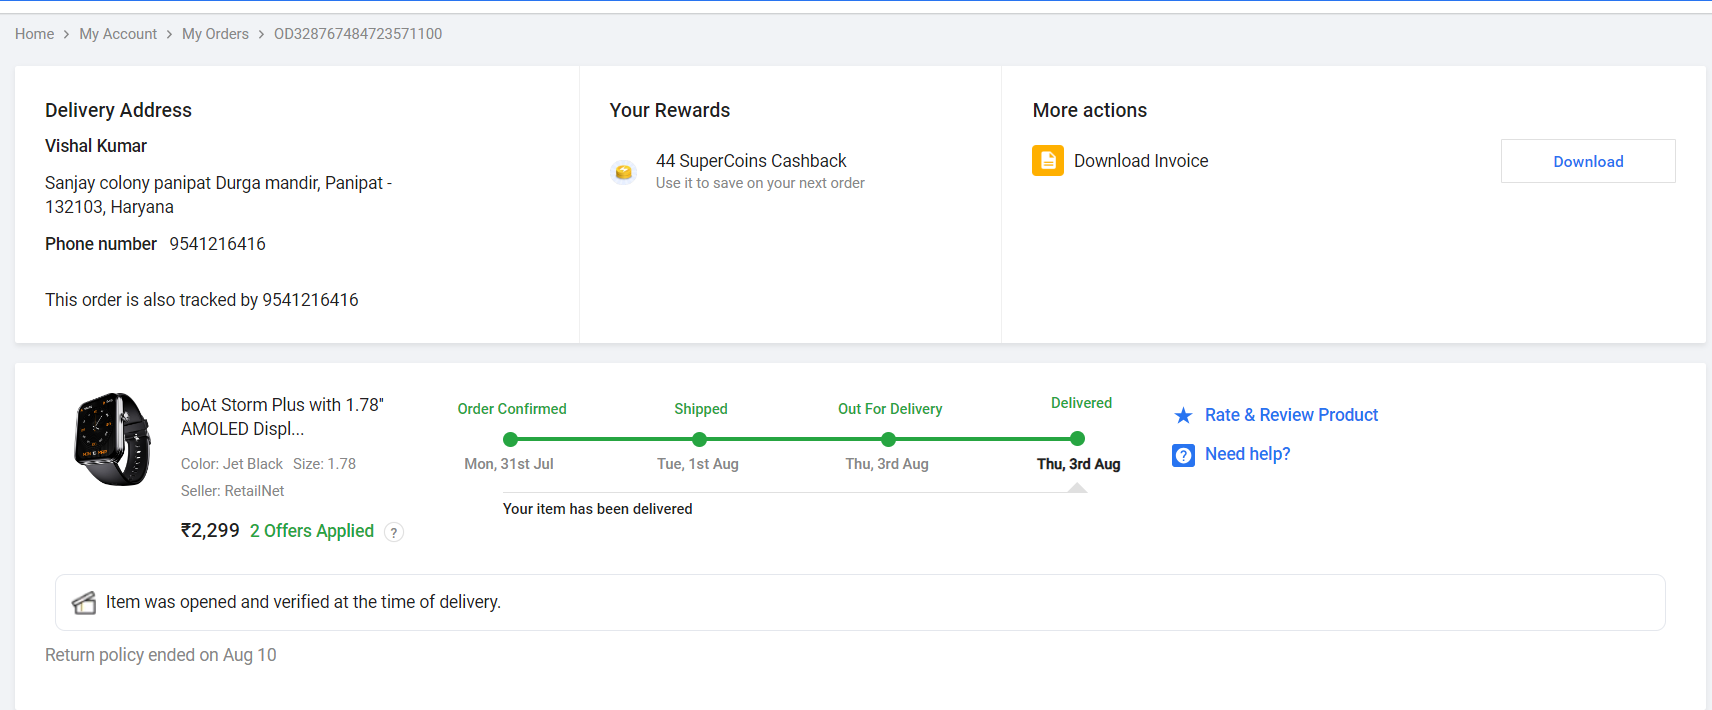 Home > My Account > My Orders > OD328767484723571100
Delivery Address
Vishal Kumar
Sanjay colony panipat Durga mandir, Panipat -
132103, Haryana
Phone number 9541216416
This order is also tracked by 9541216416
Your Rewards
44 SuperCoins Cashback
Use it to save on your next order
More actions
Download Invoice
Download
boAt Storm Plus with 1.78"
AMOLED Displ...
Color: Jet Black Size: 1.78
Seller: RetailNet
₹2,299 2 Offers Applied ?
Order Confirmed
Mon, 31st Jul
Shipped
Tue, 1st Aug
Out For Delivery
Thu, 3rd Aug
Delivered
Thu, 3rd Aug
Your item has been delivered
Rate & Review Product
Need help?
Item was opened and verified at the time of delivery.
Return policy ended on Aug 10